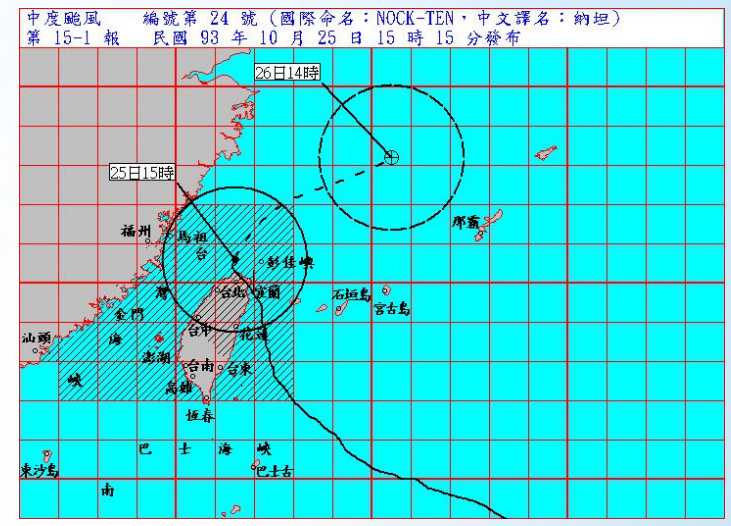 中度颱風 編號第 24 號 (國際命名：NOCK-TEN，中文譯名：納坦)
第 15-1 報 民國 93 年 10 月 25 日 15 時 15 分發布
26日14時
25日15時
那霸
福州
馬祖
台
彭佳嶼
台北
宜蘭
灣
石垣島
宮古島
金門
台中
花蓮
汕頭
海
澎湖
台南
台東
峽
高雄
恆春
巴士海峽
東沙島
巴士古
南